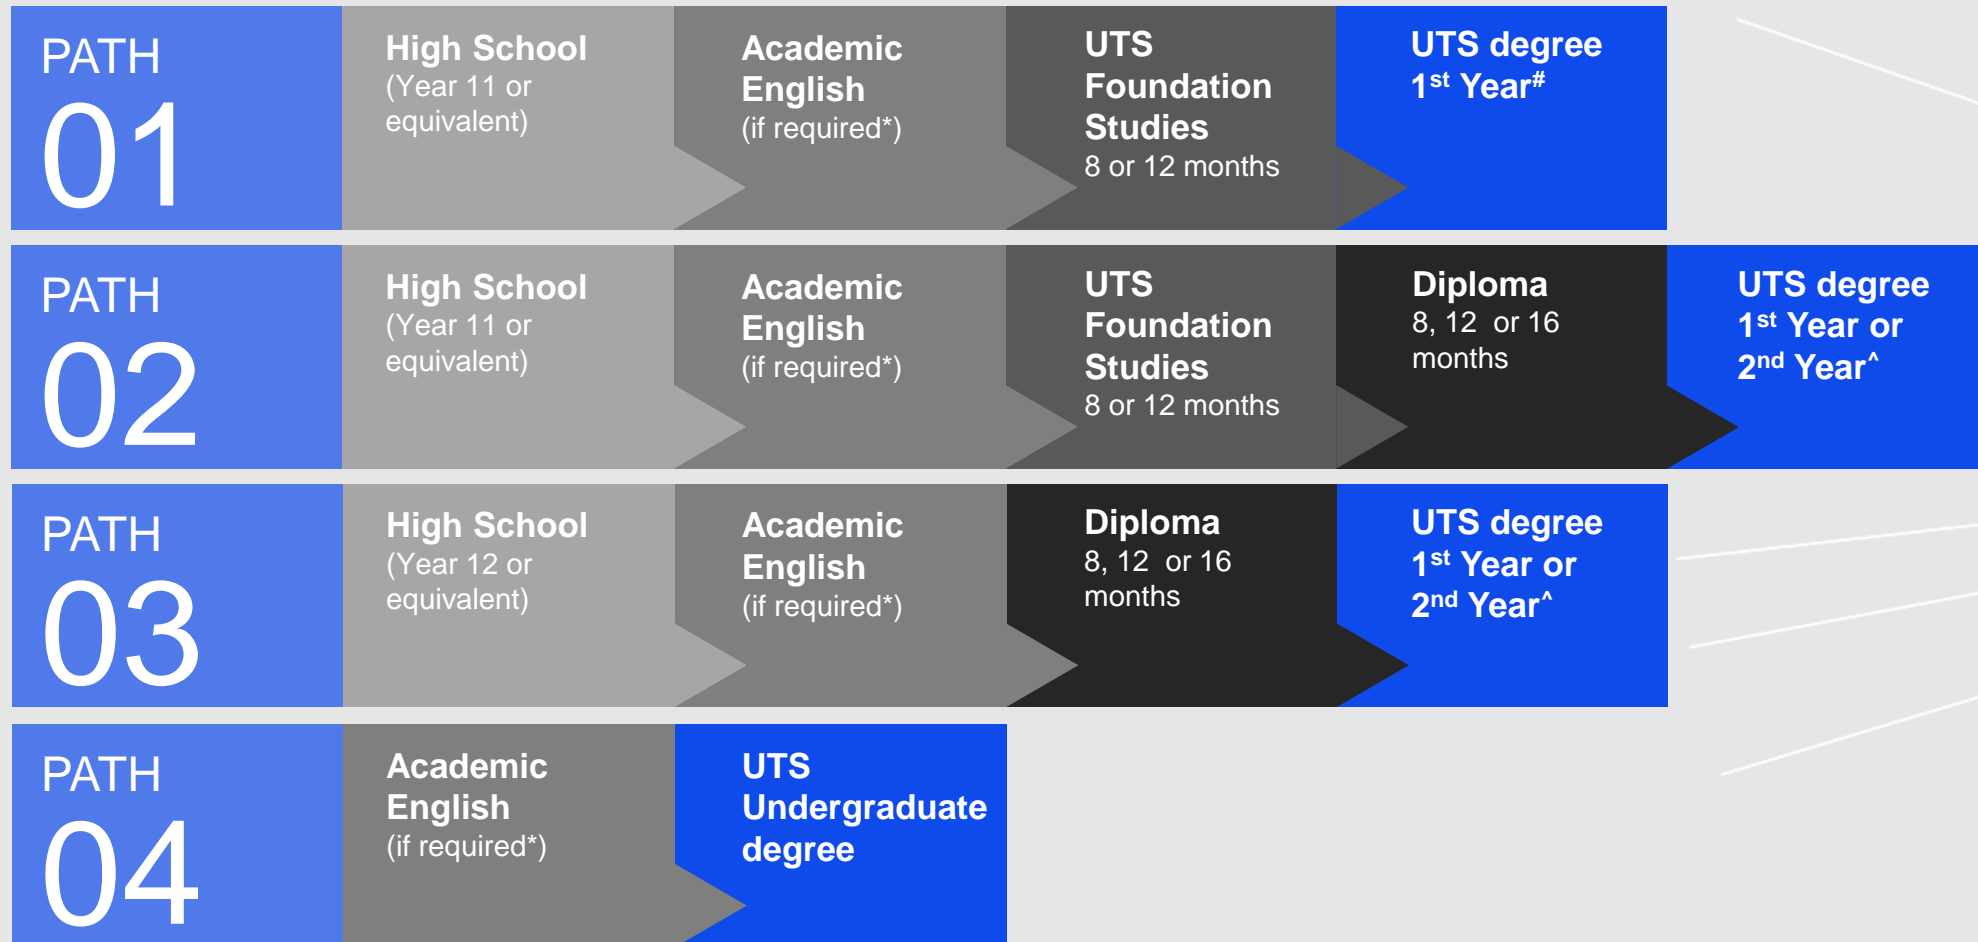 PATH
01
High School
(Year 11 or
equivalent)
Academic
English
(if required*)
UTS
Foundation
Studies
8 or 12 months
UTS degree
1st Year#
PATH
02
High School
(Year 11 or
equivalent)
Academic
English
(if required*)
UTS
Foundation
Studies
8 or 12 months
Diploma
8, 12 or 16
months
UTS degree
1st Year or
2nd Year^
PATH
03
High School
(Year 12 or
equivalent)
Academic
English
(if required*)
Diploma
8, 12 or 16
months
UTS degree
1st Year or
2nd Year^
PATH
04
Academic
English
(if required*)
UTS
Undergraduate
degree